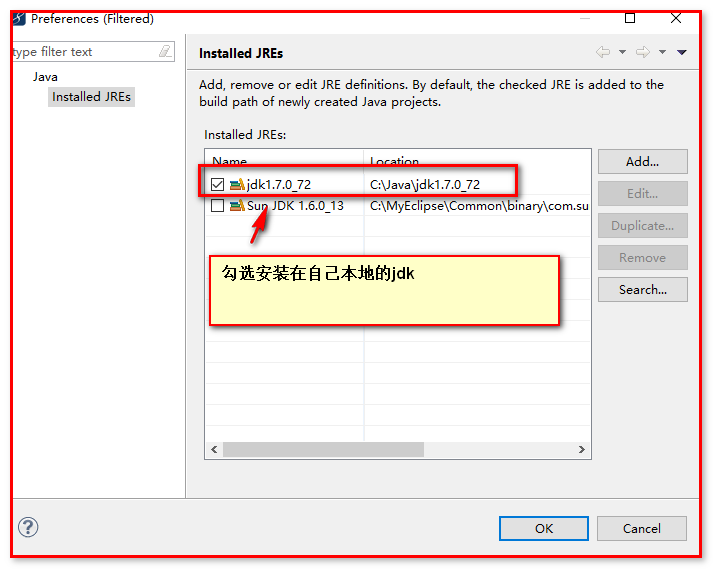 Preferences (Filtered)
type filter text
Java
Installed JREs
Installed JREs
Add, remove or edit JRE definitions. By default, the checked JRE is added to the
build path of newly created Java projects.
Installed JREs:
Name Location
jdk1.7.0_72 C:\Java\jdk1.7.0_72
Sun JDK 1.6.0_13 C:\MyEclipse\Common\binary\com.su
勾选安装在自己本地的jdk
Add...
Edit...
Duplicate...
Remove
Search...
OK Cancel